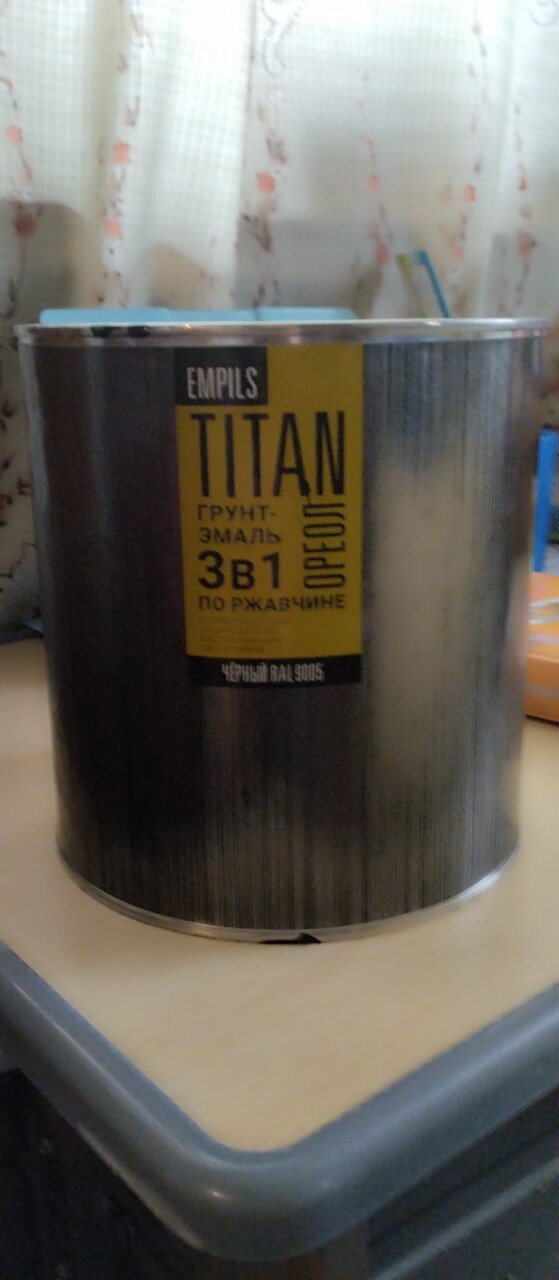 EMPILS
TITAN
ОРЕОЛ
ГРУНТ-
ЭМАЛЬ
3в1
ПО РЖАВЧИНЕ
ЧЁРНЫЙ RAL 9005